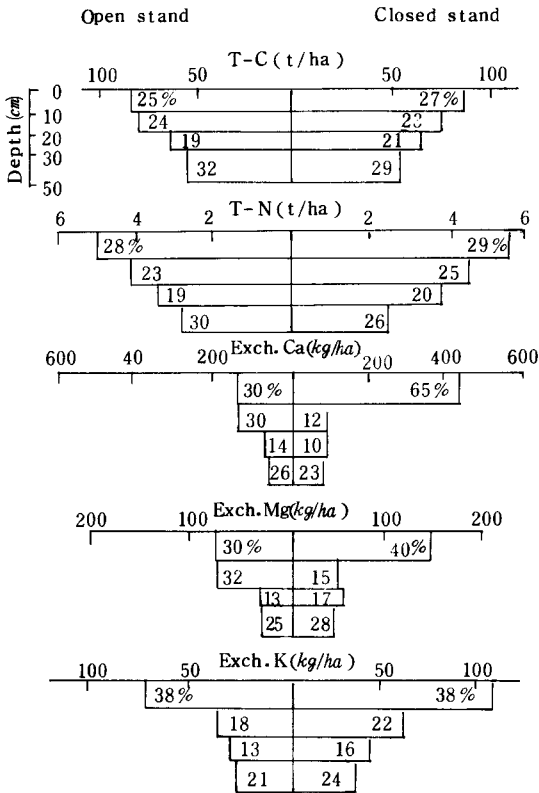 Open stand Closed stand
T-C (t/ha)
100 50 50 100
Depth (cm)
0
10
20
30
50
25% 27%
24 23
19 21
32 29
T-N (t/ha)
6 4 2 2 4 6
28% 29%
23 25
19 20
30 26
Exch. Ca (kg/ha)
600 400 200 200 400 600
30% 65%
30 12
14 10
26 23
Exch. Mg (kg/ha)
200 100 100 200
30% 40%
32 15
13 17
25 28
Exch. K (kg/ha)
100 50 50 100
38% 38%
18 22
13 16
21 24